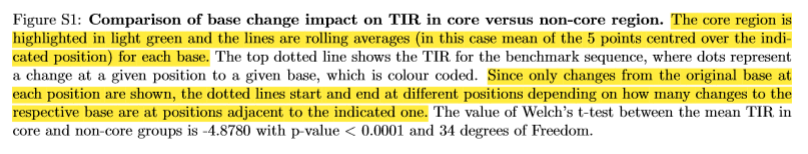 Figure S1: Comparison of base change impact on TIR in core versus non-core region. The core region is
highlighted in light green and the lines are rolling averages (in this case mean of the 5 points centred over the indi-
cated position) for each base. The top dotted line shows the TIR for the benchmark sequence, where dots represent
a change at a given position to a given base, which is colour coded. Since only changes from the original base at
each position are shown, the dotted lines start and end at different positions depending on how many changes to the
respective base are at positions adjacent to the indicated one. The value of Welch's t-test between the mean TIR in
core and non-core groups is -4.8780 with p-value < 0.0001 and 34 degrees of Freedom.